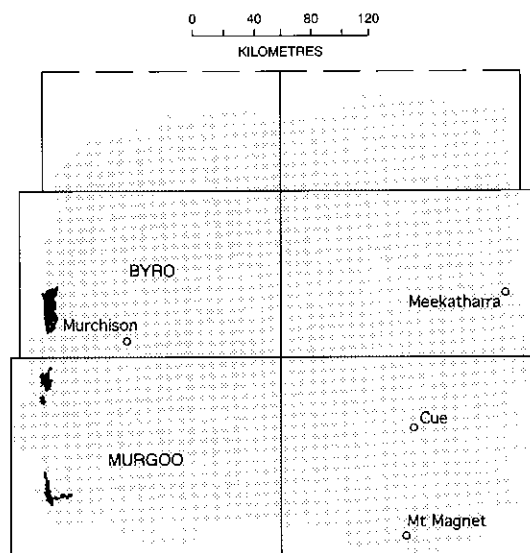 0 40 80 120
KILOMETRES
BYRO
Meekatharra
Murchison
Cue
MURGOO
Mt Magnet